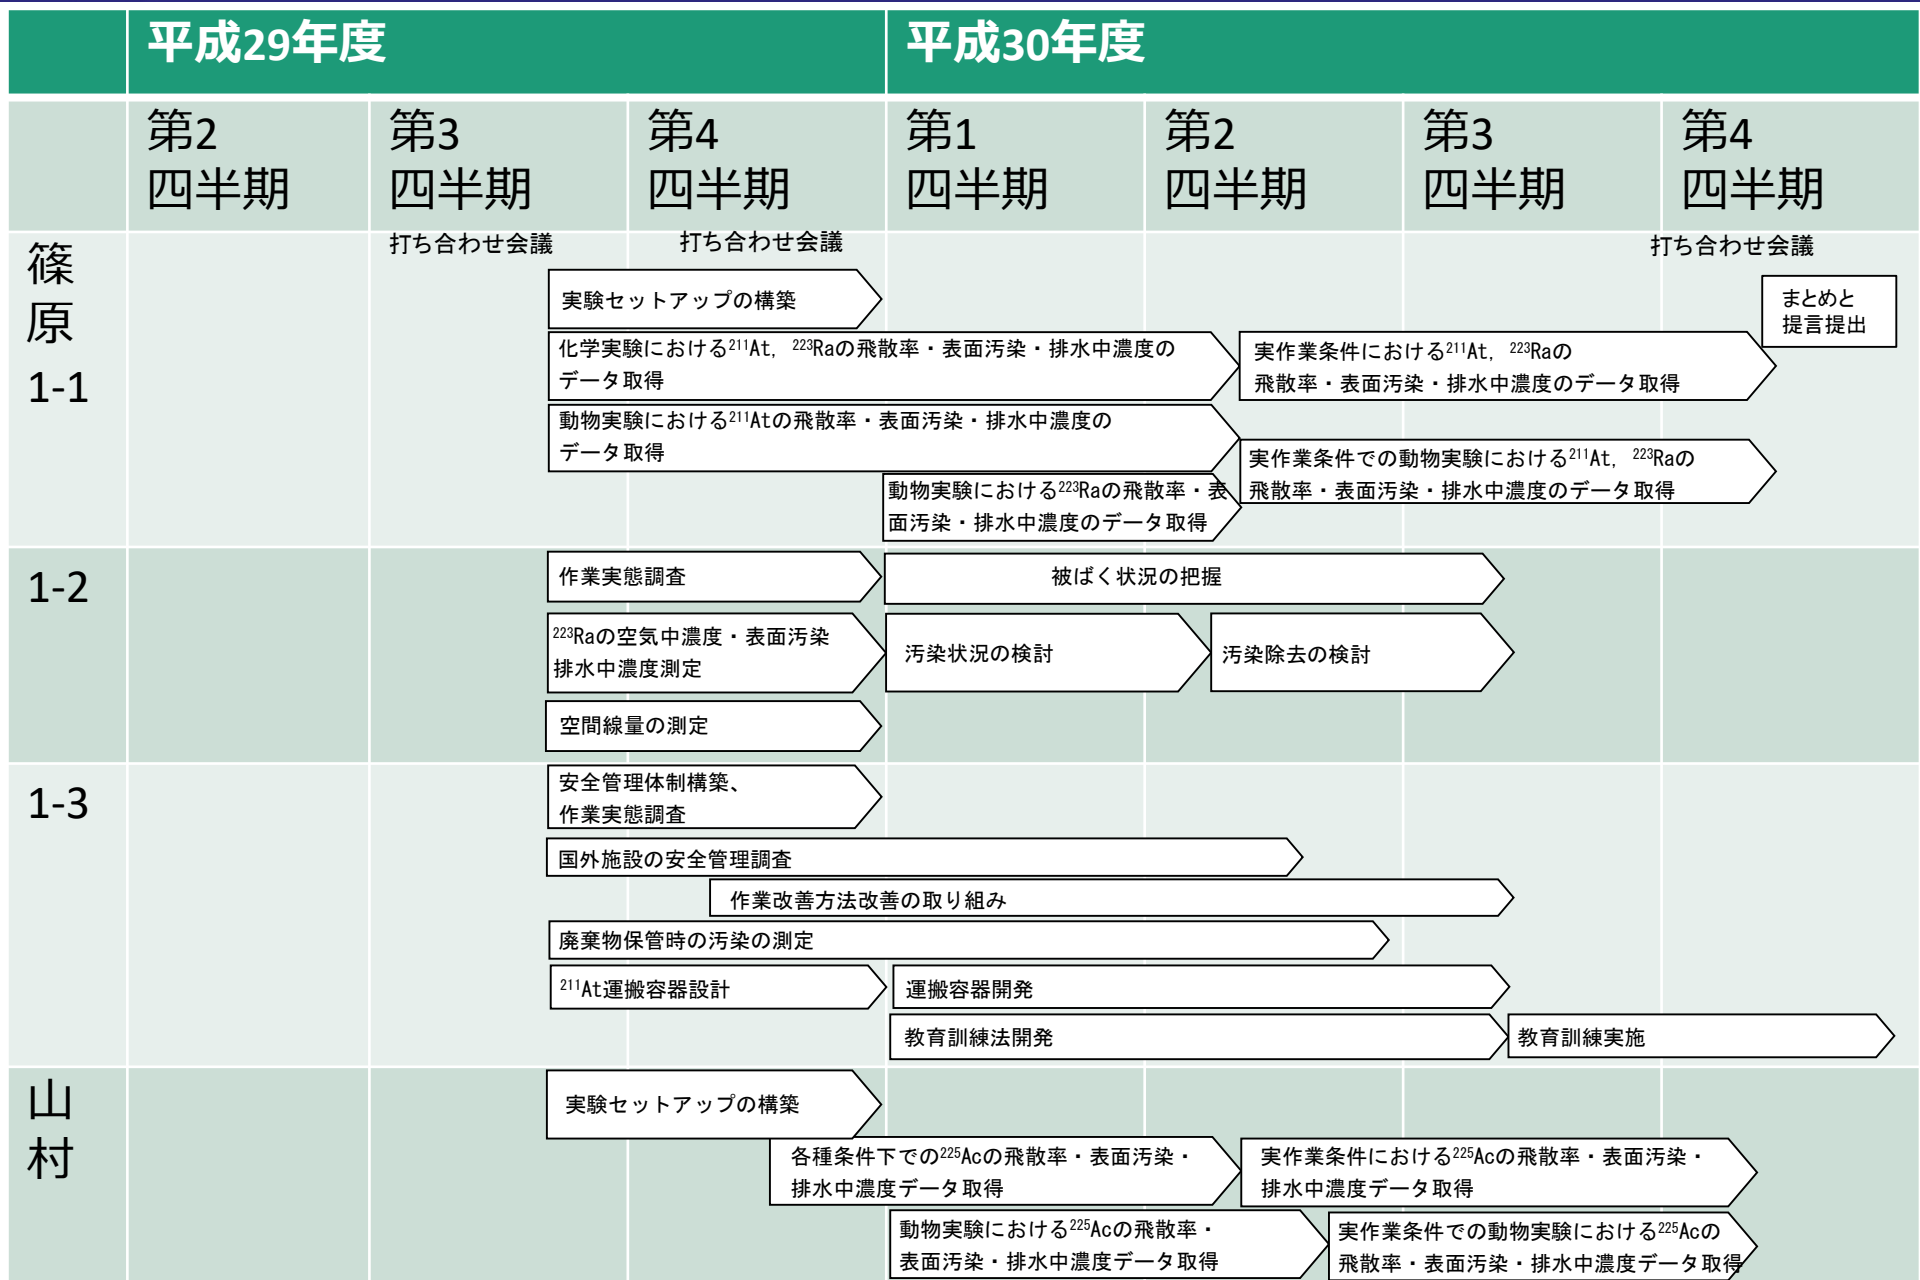 平成29年度
平成30年度
第2
四半期
第3
四半期
第4
四半期
第1
四半期
第2
四半期
第3
四半期
第4
四半期
篠
原
1-1
打ち合わせ会議
打ち合わせ会議
打ち合わせ会議
実験セットアップの構築
まとめと
提言提出
化学実験における²¹¹At, ²²³Raの飛散率・表面汚染・排水中濃度の
データ取得
実作業条件における²¹¹At, ²²³Raの
飛散率・表面汚染・排水中濃度のデータ取得
動物実験における²¹¹Atの飛散率・表面汚染・排水中濃度の
データ取得
実作業条件での動物実験における²¹¹At, ²²³Raの
飛散率・表面汚染・排水中濃度のデータ取得
動物実験における²²³Raの飛散率・表
面汚染・排水中濃度のデータ取得
1-2
作業実態調査
被ばく状況の把握
²²³Raの空気中濃度・表面汚染
排水中濃度測定
汚染状況の検討
汚染除去の検討
空間線量の測定
1-3
安全管理体制構築、
作業実態調査
国外施設の安全管理調査
作業改善方法改善の取り組み
廃棄物保管時の汚染の測定
²¹¹At運搬容器設計
運搬容器開発
教育訓練法開発
教育訓練実施
山
村
実験セットアップの構築
各種条件下での²²⁵Acの飛散率・表面汚染・
排水中濃度データ取得
実作業条件における²²⁵Acの飛散率・表面汚染・
排水中濃度データ取得
動物実験における²²⁵Acの飛散率・
表面汚染・排水中濃度データ取得
実作業条件での動物実験における²²⁵Acの
飛散率・表面汚染・排水中濃度データ取得